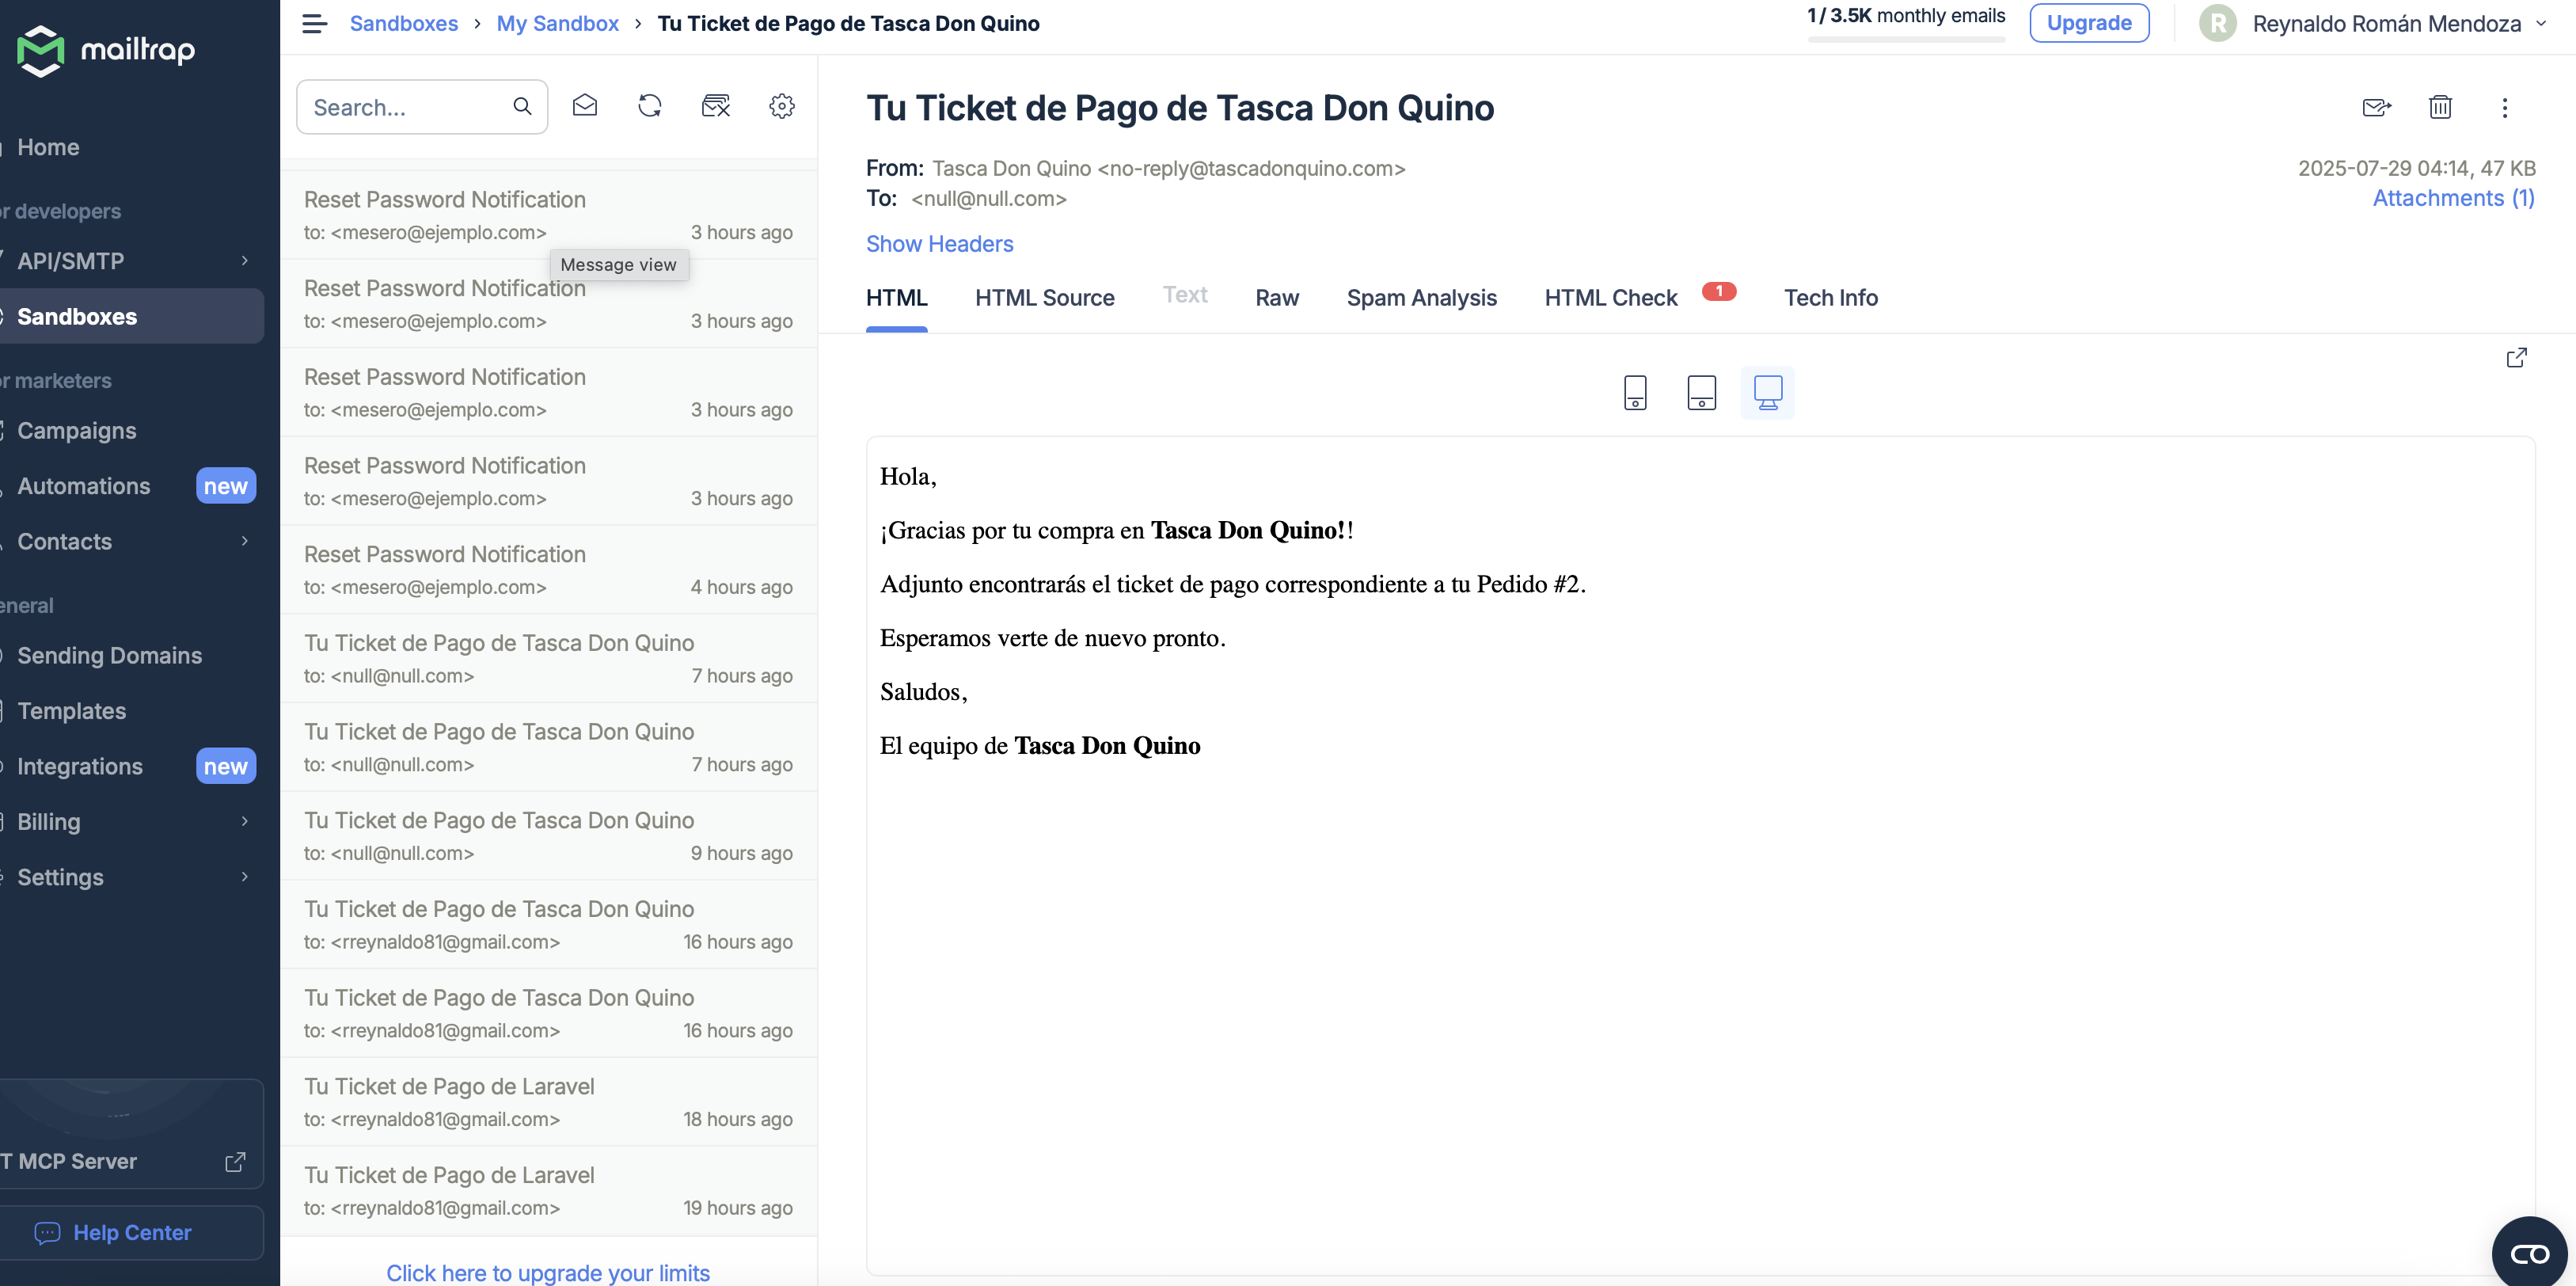 mailtrap
Home
r developers
API/SMTP
Sandboxes
r marketers
Campaigns
Automations new
Contacts
eneral
Sending Domains
Templates
Integrations new
Billing
Settings
T MCP Server
Help Center
Sandboxes > My Sandbox > Tu Ticket de Pago de Tasca Don Quino
1 / 3.5K monthly emails
Upgrade
R Reynaldo Román Mendoza
Search...
Reset Password Notification
to: <mesero@ejemplo.com> 3 hours ago
Message view
Reset Password Notification
to: <mesero@ejemplo.com> 3 hours ago
Reset Password Notification
to: <mesero@ejemplo.com> 3 hours ago
Reset Password Notification
to: <mesero@ejemplo.com> 3 hours ago
Reset Password Notification
to: <mesero@ejemplo.com> 4 hours ago
Tu Ticket de Pago de Tasca Don Quino
to: <null@null.com> 7 hours ago
Tu Ticket de Pago de Tasca Don Quino
to: <null@null.com> 7 hours ago
Tu Ticket de Pago de Tasca Don Quino
to: <null@null.com> 9 hours ago
Tu Ticket de Pago de Tasca Don Quino
to: <rreynaldo81@gmail.com> 16 hours ago
Tu Ticket de Pago de Tasca Don Quino
to: <rreynaldo81@gmail.com> 16 hours ago
Tu Ticket de Pago de Laravel
to: <rreynaldo81@gmail.com> 18 hours ago
Tu Ticket de Pago de Laravel
to: <rreynaldo81@gmail.com> 19 hours ago
Click here to upgrade your limits
Tu Ticket de Pago de Tasca Don Quino
From: Tasca Don Quino <no-reply@tascadonquino.com> 2025-07-29 04:14, 47 KB
To: <null@null.com> Attachments (1)
Show Headers
HTML HTML Source Text Raw Spam Analysis HTML Check 1 Tech Info
Hola,
¡Gracias por tu compra en Tasca Don Quino!!
Adjunto encontrarás el ticket de pago correspondiente a tu Pedido #2.
Esperamos verte de nuevo pronto.
Saludos,
El equipo de Tasca Don Quino